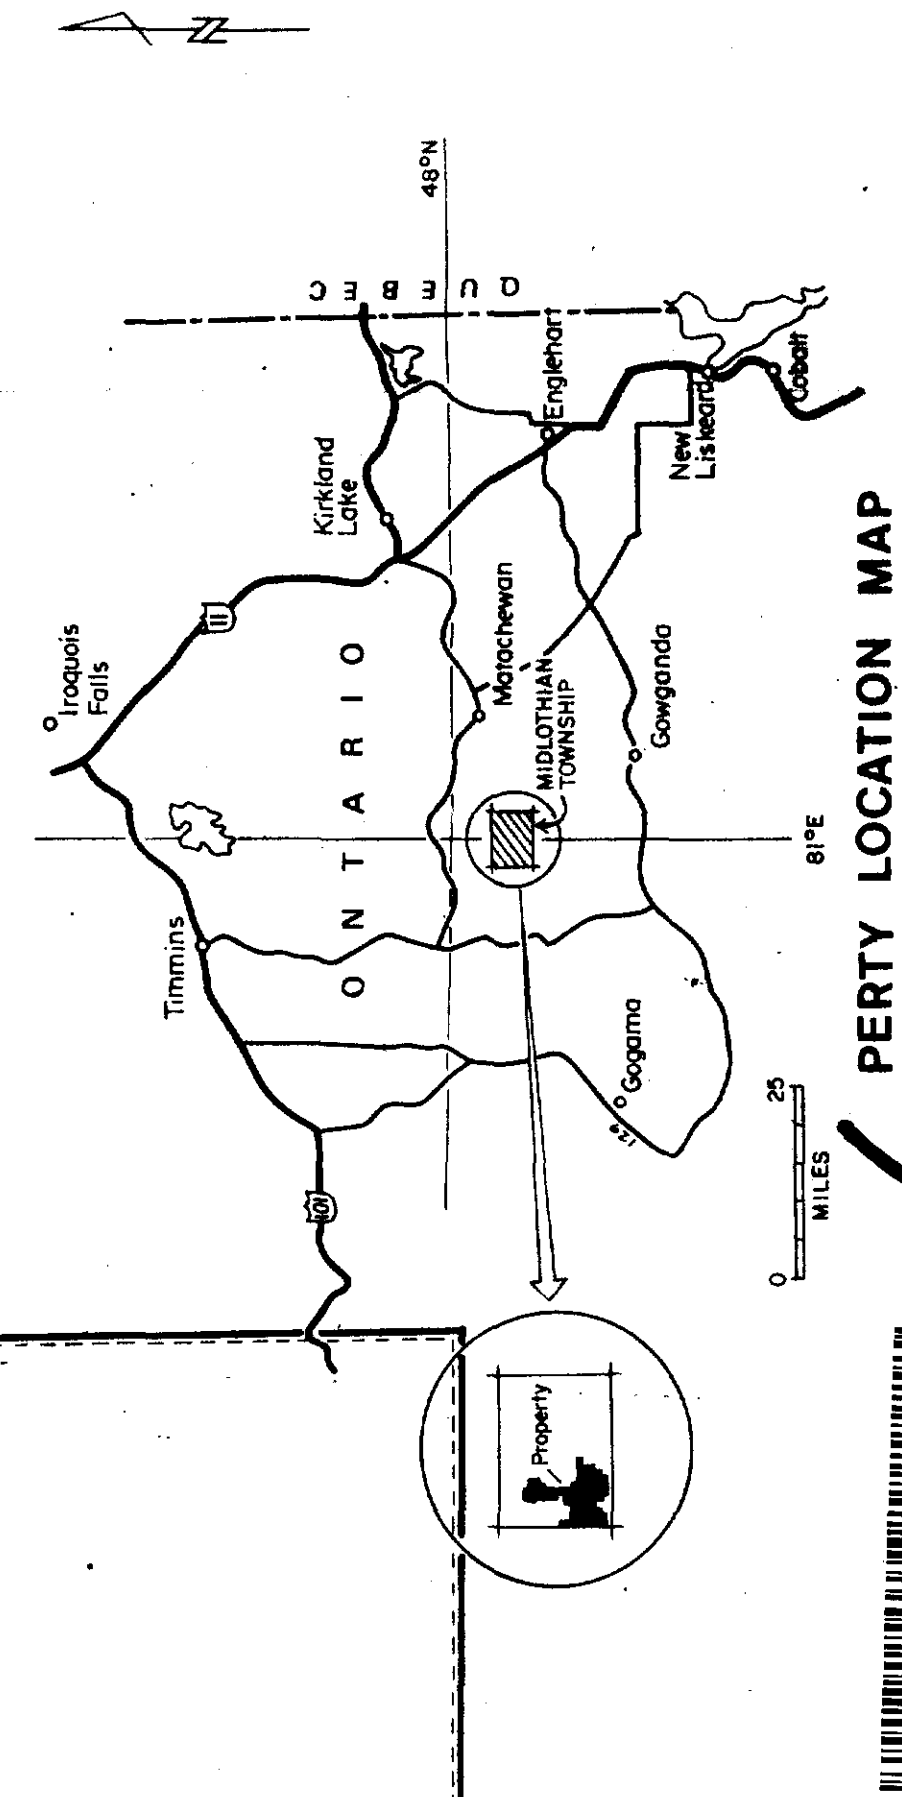 N
Iroquois
Falls
11
Timmins
Kirkland
Lake
QUEBEC
ONTARIO
101
48°N
Matachewan
MIDLOTHIAN
TOWNSHIP
Englehart
Gowganda
Gogama
129
New
Liskeard
Cobalt
Property
81°E
0 25
MILES
PERTY LOCATION MAP